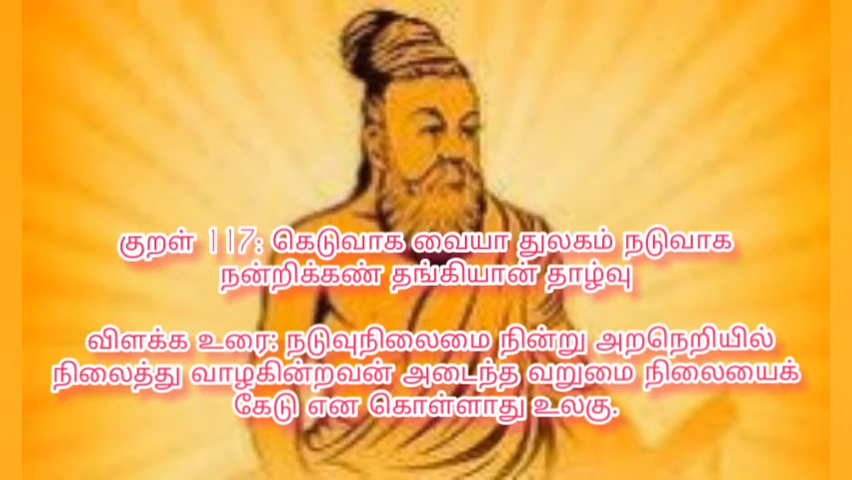 குறள் 117: கெடுவாக வையா துலகம் நடுவாக
நன்றிக்கண் தங்கியான் தாழ்வு
விளக்க உரை: நடுவுநிலைமை நின்று அறநெறியில்
நிலைத்து வாழகின்றவன் அடைந்த வறுமை நிலையைக்
கேடு என கொள்ளாது உலகு.